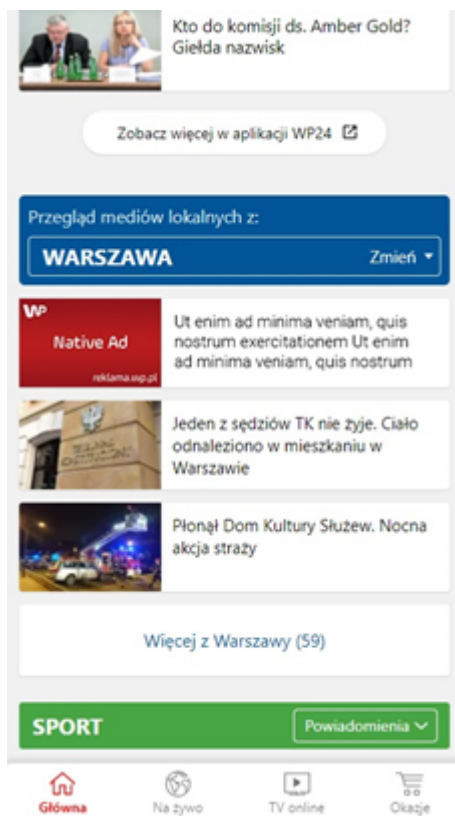 Kto do komisji ds. Amber Gold?
Giełda nazwisk
Zobacz więcej w aplikacji WP24
Przegląd mediów lokalnych z:
WARSZAWA
Zmień
WP
Native Ad
reklama.wp.pl
Ut enim ad minima veniam, quis
nostrum exercitationem Ut enim
ad minima veniam, quis nostrum
Jeden z sędziów TK nie żyje. Ciało
odnaleziono w mieszkaniu w
Warszawie
Płonął Dom Kultury Służew. Nocna
akcja straży
Więcej z Warszawy (59)
SPORT
Powiadomienia
Główna
Na żywo
TV online
Okazje